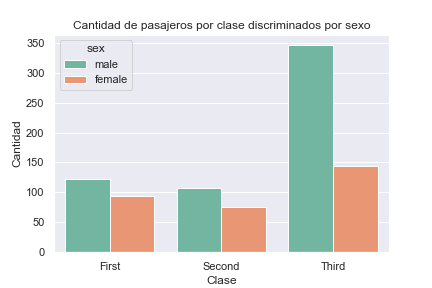 Cantidad de pasajeros por clase discriminados por sexo
sex
male
female
Cantidad
350
300
250
200
150
100
50
0
First Second Third
Clase